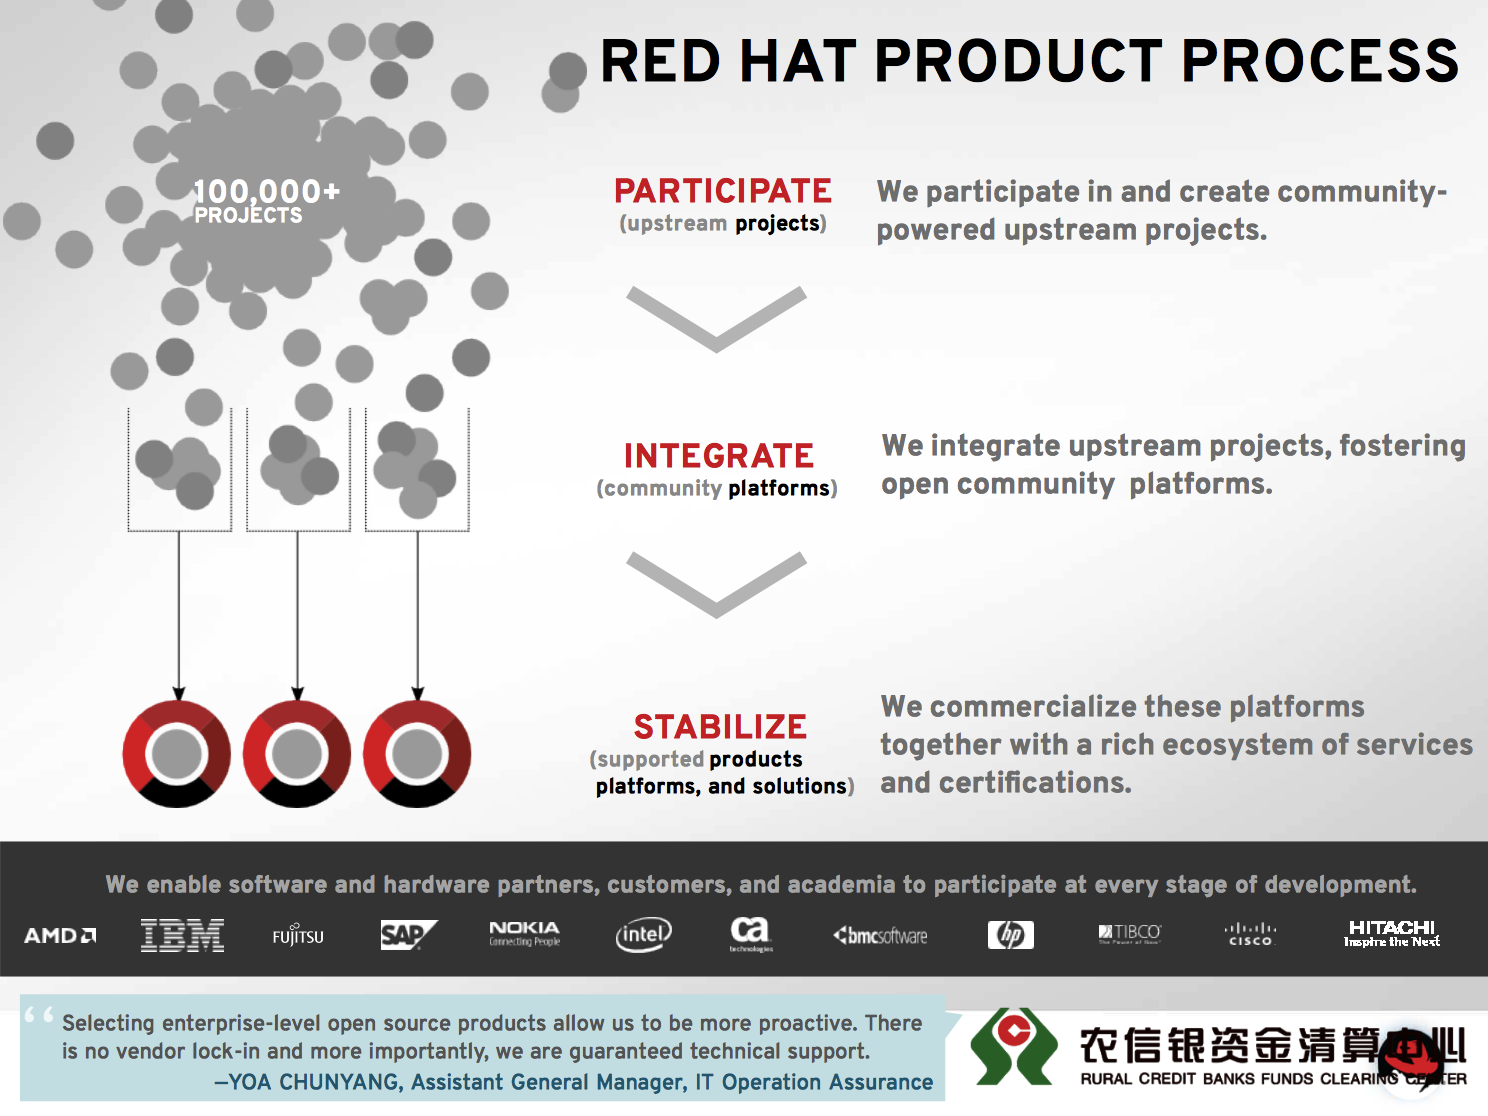 RED HAT PRODUCT PROCESS
100,000+
PROJECTS
PARTICIPATE
(upstream projects)
We participate in and create community-
powered upstream projects.
INTEGRATE
(community platforms)
We integrate upstream projects, fostering
open community platforms.
STABILIZE
(supported products
platforms, and solutions)
We commercialize these platforms
together with a rich ecosystem of services
and certifications.
We enable software and hardware partners, customers, and academia to participate at every stage of development.
AMD
IBM
FUJITSU
SAP
NOKIA
Connecting People
intel
ca
technologies
bmcsoftware
hp
TIBCO
The Power of Now
CISCO
HITACHI
Inspire the Next
“ Selecting enterprise-level open source products allow us to be more proactive. There
is no vendor lock-in and more importantly, we are guaranteed technical support.
—YOA CHUNYANG, Assistant General Manager, IT Operation Assurance
农信银资金清算中心
RURAL CREDIT BANKS FUNDS CLEARING CENTER